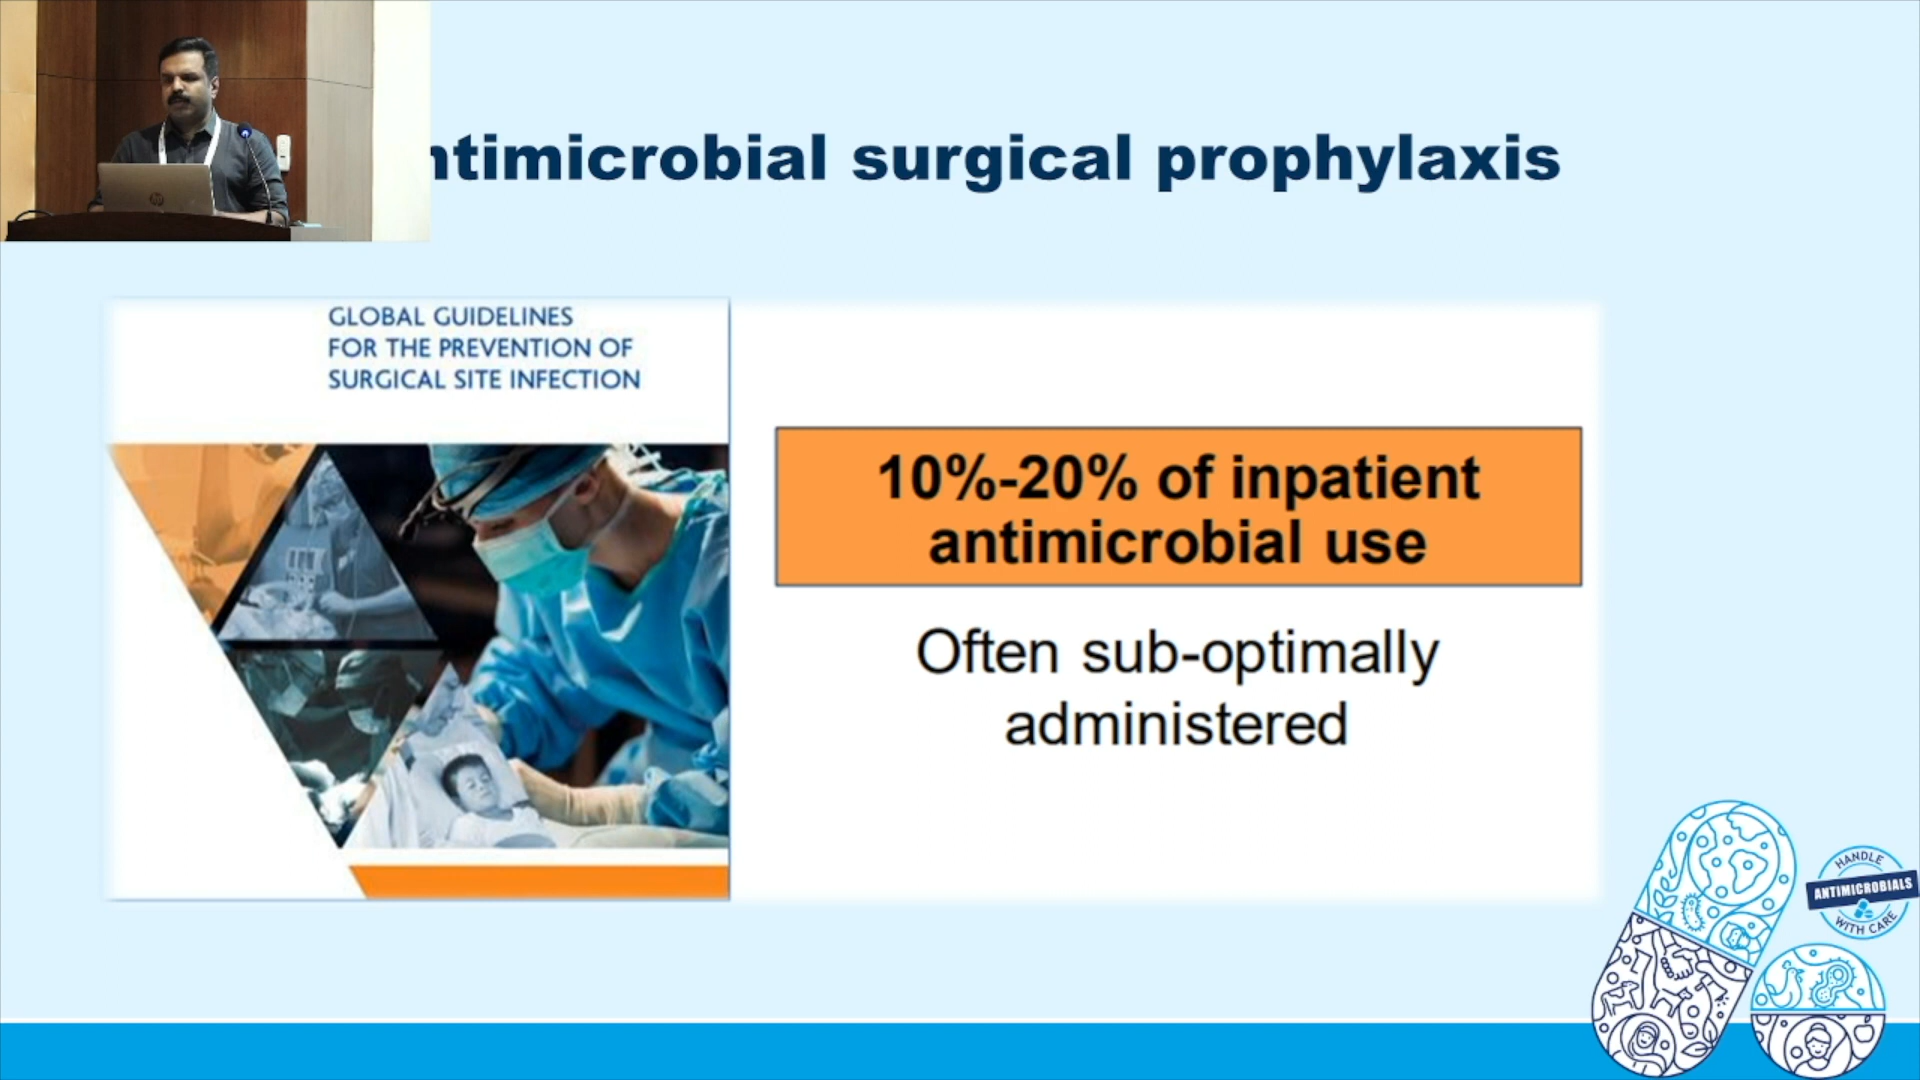 ntimicrobial surgical prophylaxis
GLOBAL GUIDELINES
FOR THE PREVENTION OF
SURGICAL SITE INFECTION
10%-20% of inpatient
antimicrobial use
Often sub-optimally
administered
HANDLE
ANTIMICROBIALS
WITH CARE
hp